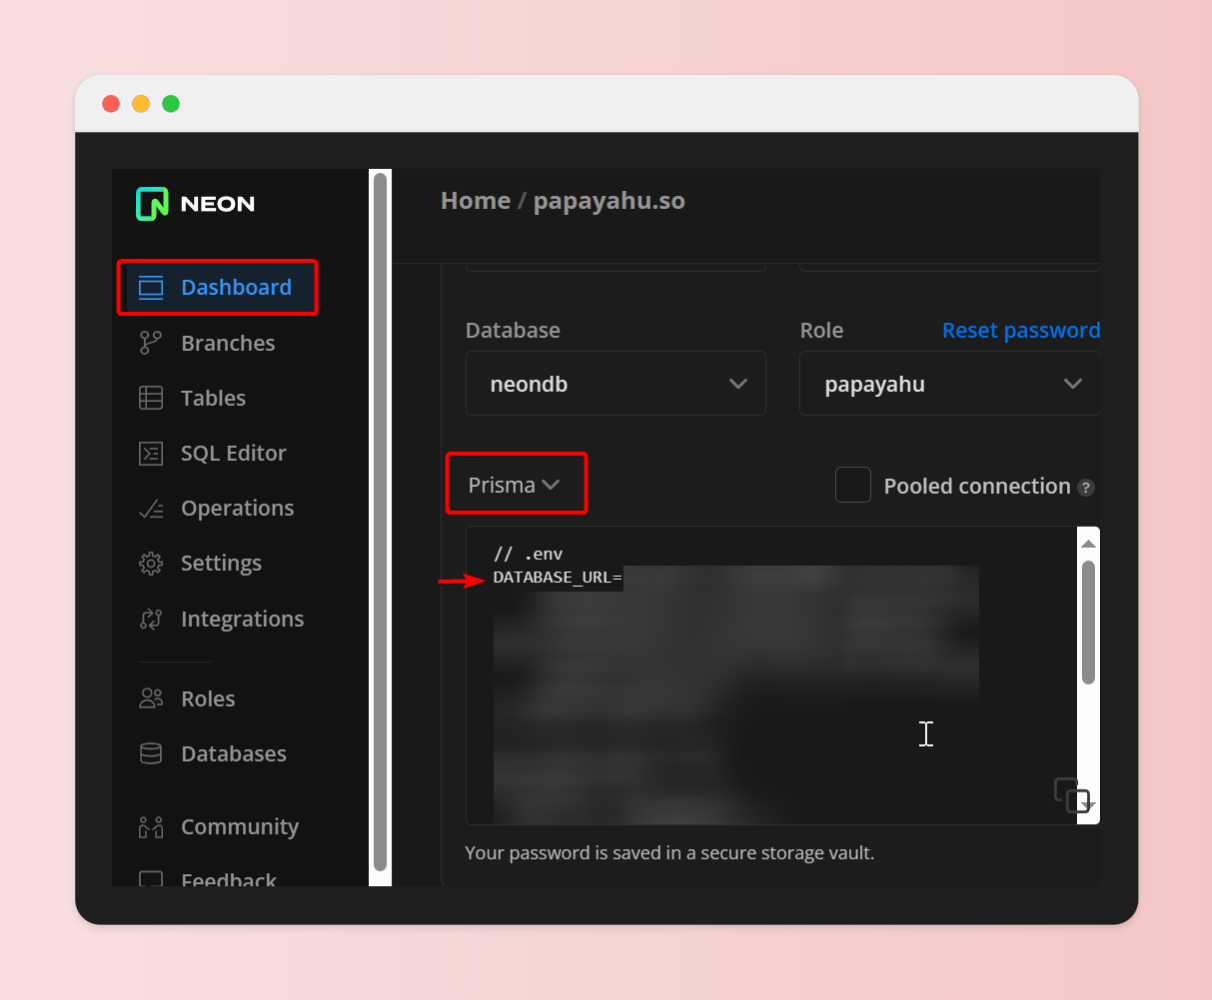 NEON
Home / papayahu.so
Dashboard
Branches
Tables
SQL Editor
Operations
Settings
Integrations
Roles
Databases
Community
Feedback
Database
Role
Reset password
neondb
papayahu
Prisma
Pooled connection ?
// .env
DATABASE_URL=
Your password is saved in a secure storage vault.